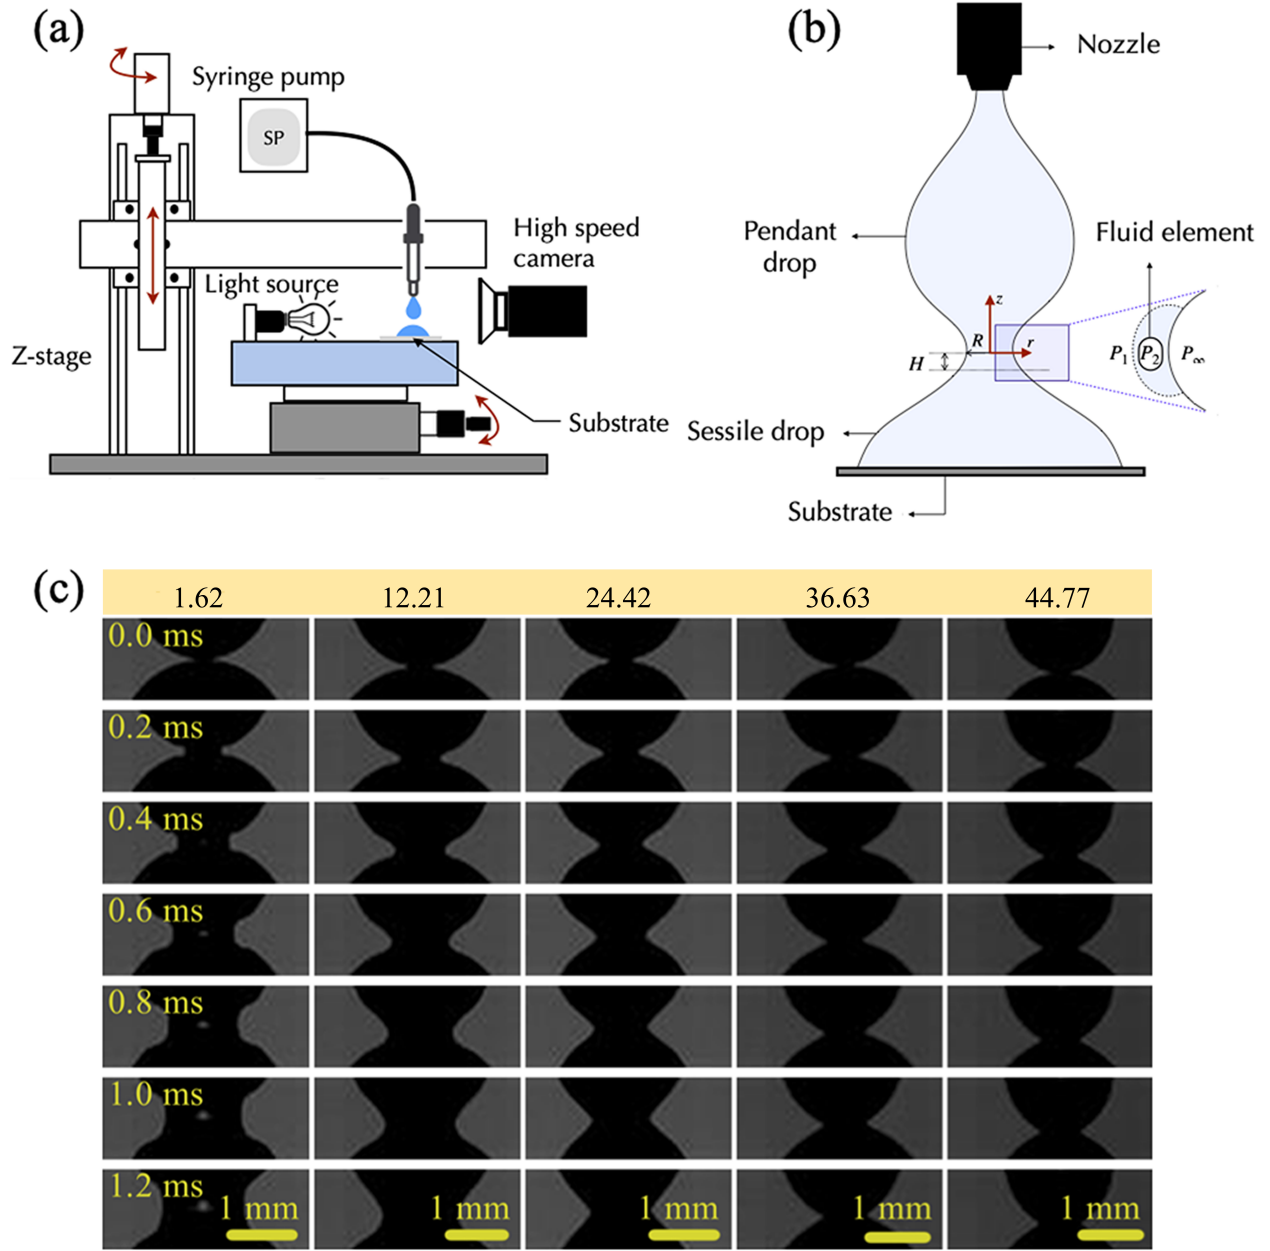 (a)
Syringe pump
SP
High speed
camera
Light source
Z-stage
Substrate
(b)
Nozzle
Pendant
drop
Fluid element
z
R
r
H
P1
P2
P∞
Sessile drop
Substrate
(c)
1.62 12.21 24.42 36.63 44.77
0.0 ms
0.2 ms
0.4 ms
0.6 ms
0.8 ms
1.0 ms
1.2 ms
1 mm 1 mm 1 mm 1 mm 1 mm